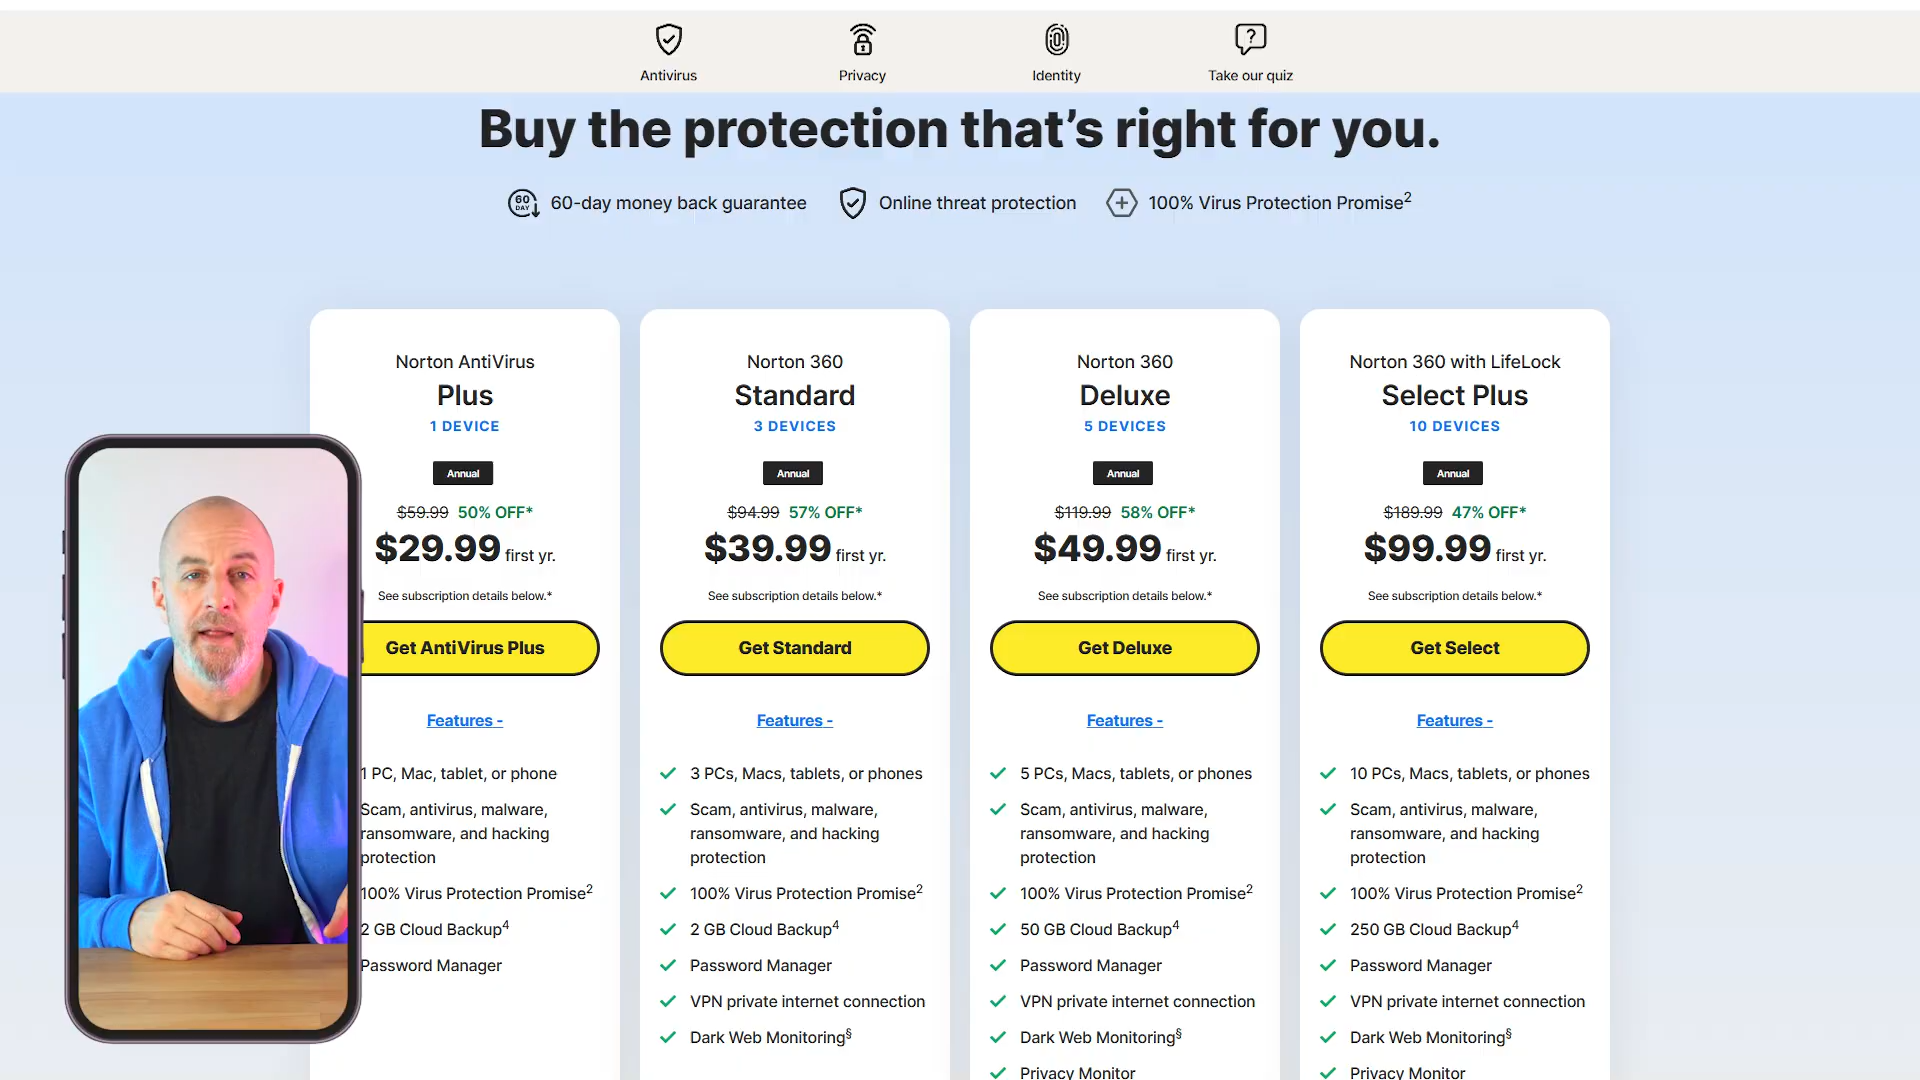 Antivirus
Privacy
Identity
Take our quiz
Buy the protection that’s right for you.
60 DAY
60-day money back guarantee
Online threat protection
100% Virus Protection Promise2
Norton AntiVirus
Plus
1 DEVICE
Annual
$59.99 50% OFF*
$29.99 first yr.
See subscription details below.*
Get AntiVirus Plus
Features -
1 PC, Mac, tablet, or phone
Scam, antivirus, malware,
ransomware, and hacking
protection
100% Virus Protection Promise2
2 GB Cloud Backup4
Password Manager
Norton 360
Standard
3 DEVICES
Annual
$94.99 57% OFF*
$39.99 first yr.
See subscription details below.*
Get Standard
Features -
3 PCs, Macs, tablets, or phones
Scam, antivirus, malware,
ransomware, and hacking
protection
100% Virus Protection Promise2
2 GB Cloud Backup4
Password Manager
VPN private internet connection
Dark Web Monitoring§
Norton 360
Deluxe
5 DEVICES
Annual
$119.99 58% OFF*
$49.99 first yr.
See subscription details below.*
Get Deluxe
Features -
5 PCs, Macs, tablets, or phones
Scam, antivirus, malware,
ransomware, and hacking
protection
100% Virus Protection Promise2
50 GB Cloud Backup4
Password Manager
VPN private internet connection
Dark Web Monitoring§
Privacy Monitor
Norton 360 with LifeLock
Select Plus
10 DEVICES
Annual
$189.99 47% OFF*
$99.99 first yr.
See subscription details below.*
Get Select
Features -
10 PCs, Macs, tablets, or phones
Scam, antivirus, malware,
ransomware, and hacking
protection
100% Virus Protection Promise2
250 GB Cloud Backup4
Password Manager
VPN private internet connection
Dark Web Monitoring§
Privacy Monitor